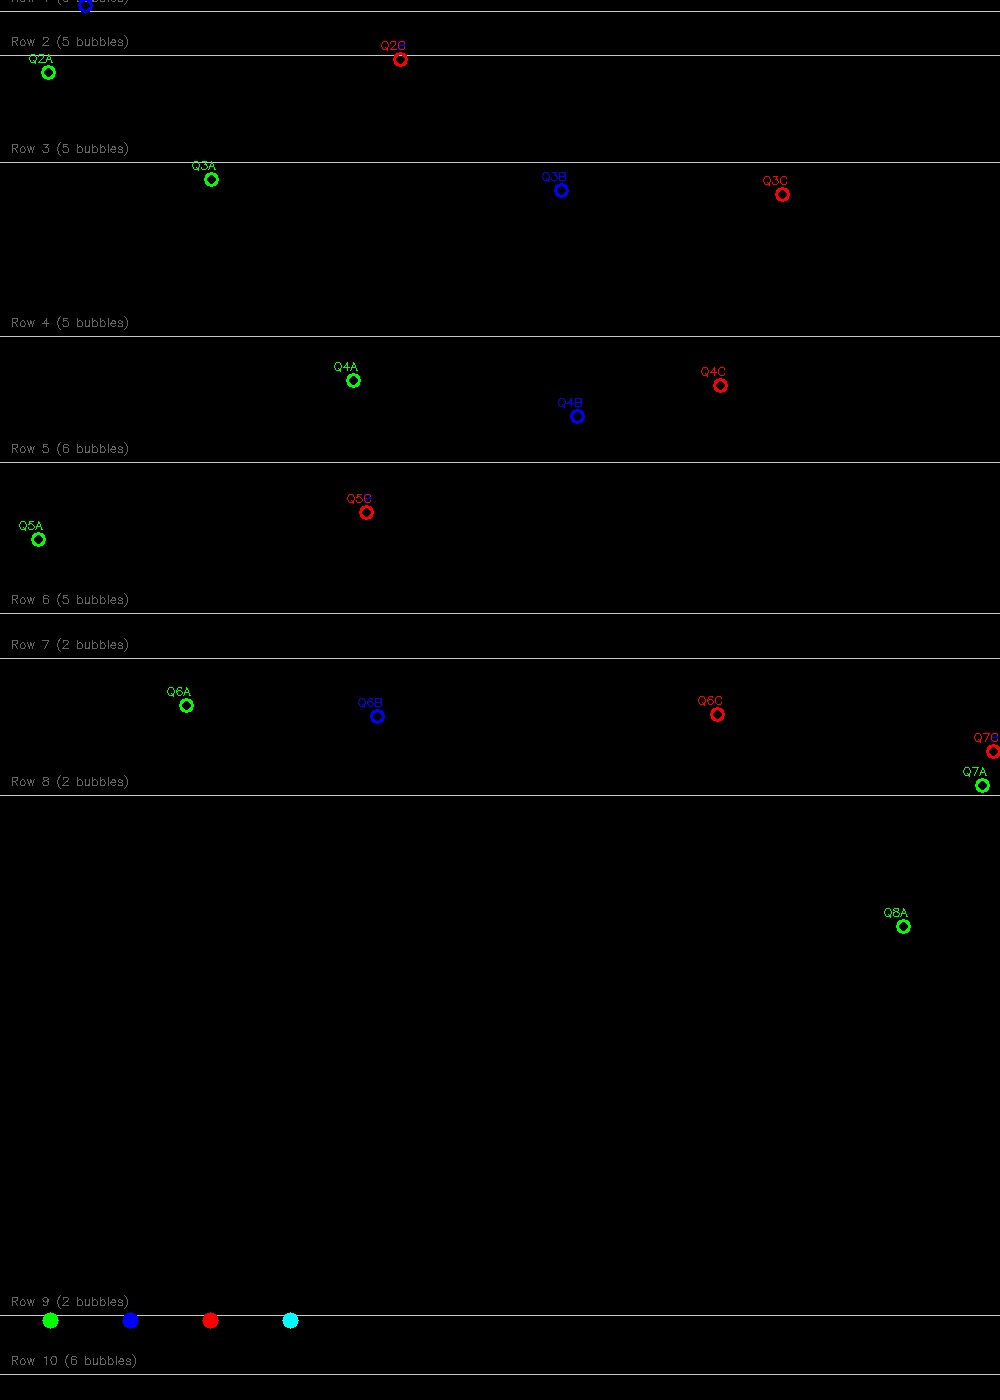 Row 2 (5 bubbles)
Q2C
Q2A
Row 3 (5 bubbles)
Q3A
Q3B
Q3C
Row 4 (5 bubbles)
Q4A
Q4C
Q4B
Row 5 (6 bubbles)
Q5C
Q5A
Row 6 (5 bubbles)
Row 7 (2 bubbles)
Q6A
Q6B
Q6C
Q7C
Q7A
Row 8 (2 bubbles)
Q8A
Row 9 (2 bubbles)
Row 10 (6 bubbles)